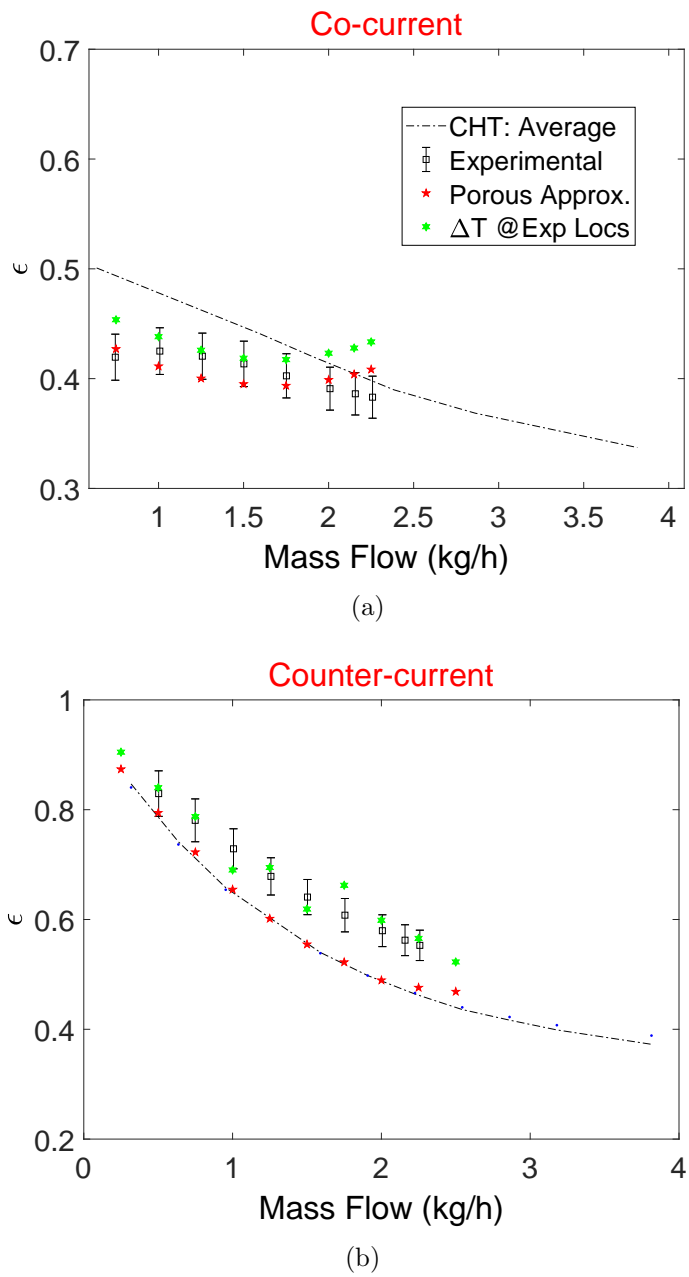 Co-current
0.7
0.6
0.5
0.4
0.3
ϵ
CHT: Average
Experimental
Porous Approx.
ΔT @Exp Locs
1 1.5 2 2.5 3 3.5 4
Mass Flow (kg/h)
(a)
Counter-current
1
0.8
0.6
0.4
0.2
ϵ
0 1 2 3 4
Mass Flow (kg/h)
(b)